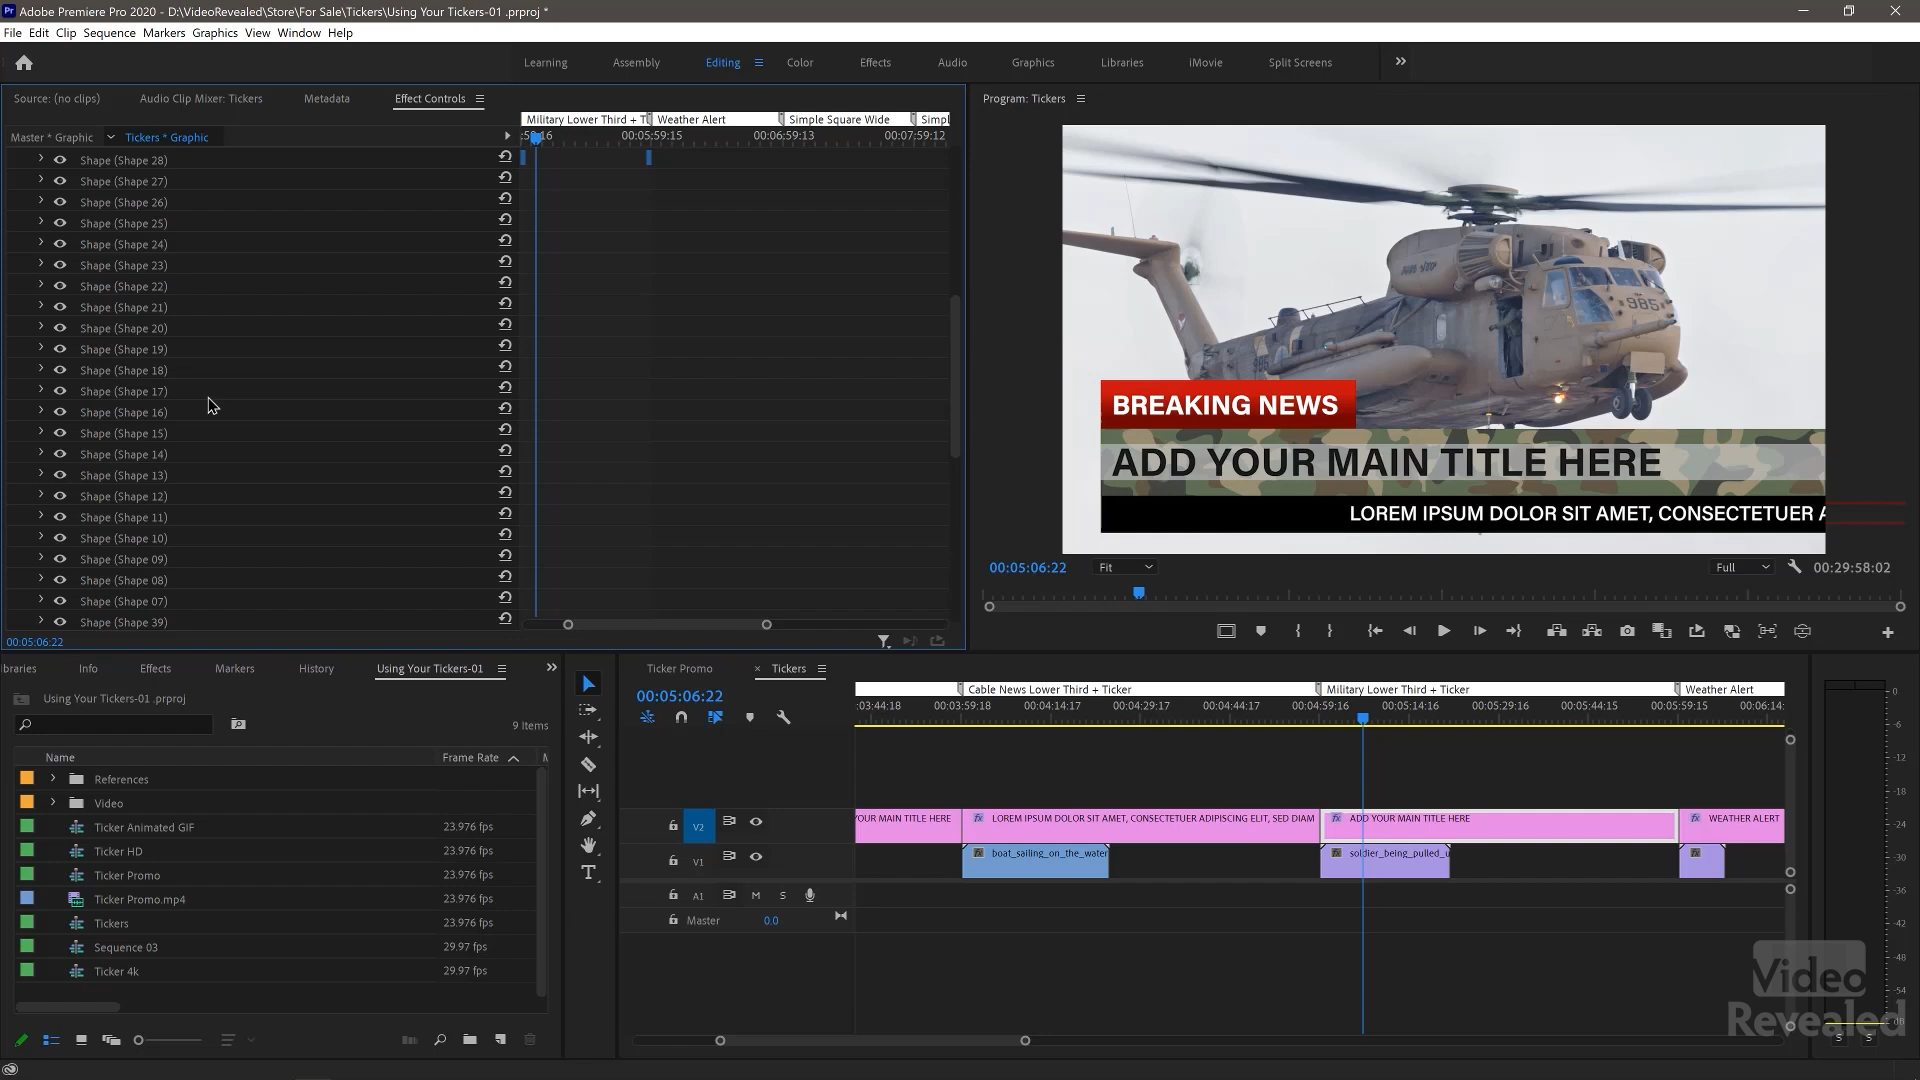 Adobe Premiere Pro 2020 - D:\VideoRevealed\Store\For Sale\Tickers\Using Your Tickers-01 .prproj *
File Edit Clip Sequence Markers Graphics View Window Help
Learning Assembly Editing Color Effects Audio Graphics Libraries iMovie Split Screens
Source: (no clips) Audio Clip Mixer: Tickers Metadata Effect Controls
Program: Tickers
Master * Graphic Tickers * Graphic
Military Lower Third + T Weather Alert Simple Square Wide Simpl
:59:16 00:05:59:15 00:06:59:13 00:07:59:12
Shape (Shape 28)
Shape (Shape 27)
Shape (Shape 26)
Shape (Shape 25)
Shape (Shape 24)
Shape (Shape 23)
Shape (Shape 22)
Shape (Shape 21)
Shape (Shape 20)
Shape (Shape 19)
Shape (Shape 18)
Shape (Shape 17)
Shape (Shape 16)
Shape (Shape 15)
Shape (Shape 14)
Shape (Shape 13)
Shape (Shape 12)
Shape (Shape 11)
Shape (Shape 10)
Shape (Shape 09)
Shape (Shape 08)
Shape (Shape 07)
Shape (Shape 39)
00:05:06:22
985
BREAKING NEWS
ADD YOUR MAIN TITLE HERE
LOREM IPSUM DOLOR SIT AMET, CONSECTETUER A
00:05:06:22 Fit Full 00:29:58:02
braries Info Effects Markers History Using Your Tickers-01
Using Your Tickers-01 .prproj
9 Items
Name Frame Rate
References
Video
Ticker Animated GIF 23.976 fps
Ticker HD 23.976 fps
Ticker Promo 23.976 fps
Ticker Promo.mp4 23.976 fps
Tickers 23.976 fps
Sequence 03 29.97 fps
Ticker 4k 29.97 fps
Ticker Promo × Tickers
00:05:06:22
Cable News Lower Third + Ticker Military Lower Third + Ticker Weather Alert
:03:44:18 00:03:59:18 00:04:14:17 00:04:29:17 00:04:44:17 00:04:59:16 00:05:14:16 00:05:29:16 00:05:44:15 00:05:59:15 00:06:14:
V2 YOUR MAIN TITLE HERE LOREM IPSUM DOLOR SIT AMET, CONSECTETUER ADIPISCING ELIT, SED DIAM ADD YOUR MAIN TITLE HERE WEATHER ALERT
V1 boat_sailing_on_the_water soldier_being_pulled_u
A1 M S
Master 0.0
0
-6
-12
-18
-24
-30
-36
-42
-48
-54
dB
S S
Video
Revealed